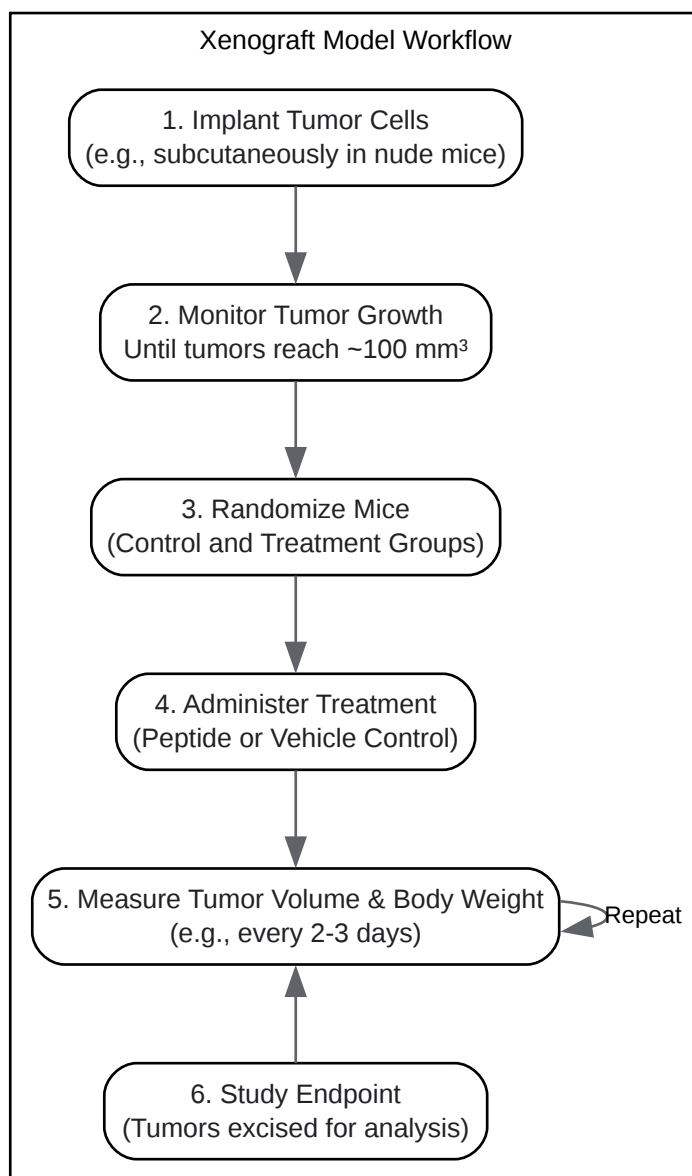 Xenograft Model Workflow
1. Implant Tumor Cells
(e.g., subcutaneously in nude mice)
2. Monitor Tumor Growth
Until tumors reach ~100 mm³
3. Randomize Mice
(Control and Treatment Groups)
4. Administer Treatment
(Peptide or Vehicle Control)
5. Measure Tumor Volume & Body Weight
(e.g., every 2-3 days)
Repeat
6. Study Endpoint
(Tumors excised for analysis)